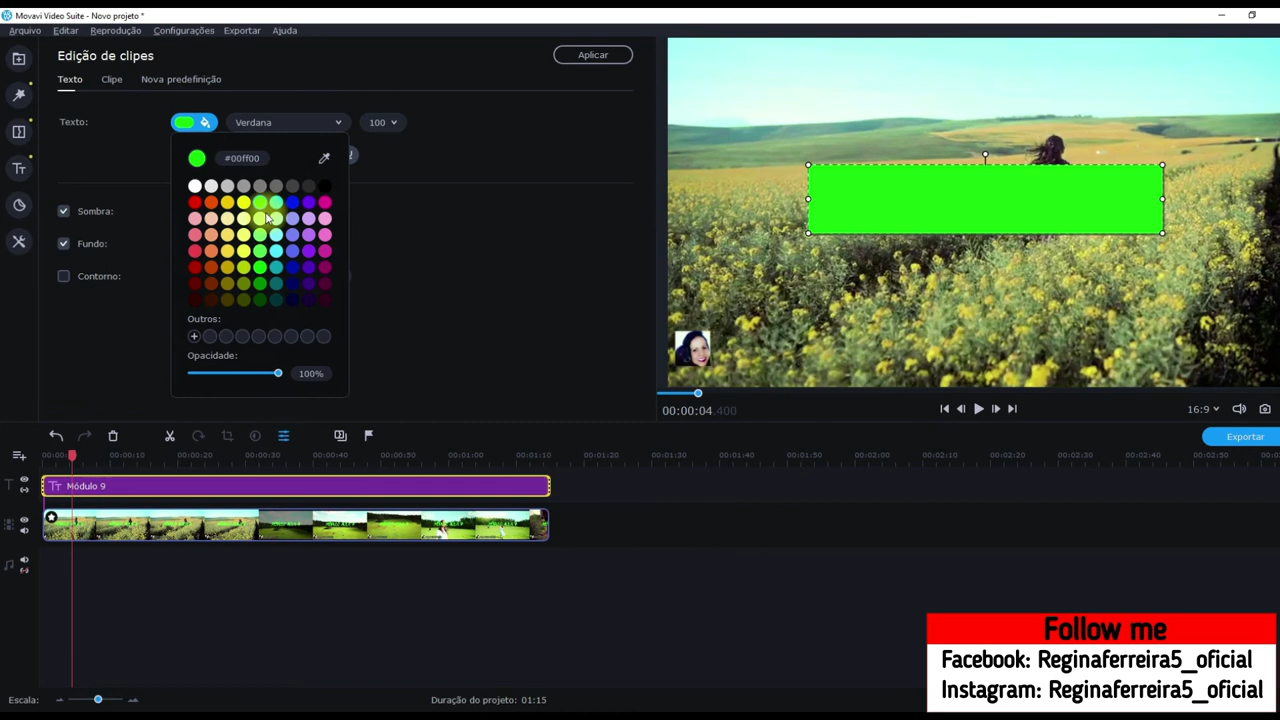 Movavi Video Suite - Novo projeto *
Arquivo Editar Reprodução Configurações Exportar Ajuda
Edição de clipes
Aplicar
Texto Clipe Nova predefinição
Texto:
Verdana
100
#00ff00
Sombra:
Fundo:
Contorno:
Outros:
Opacidade:
100%
00:00:04.400
16:9
Exportar
00:00:10 00:00:20 00:00:30 00:00:40 00:00:50 00:01:00 00:01:10 00:01:20 00:01:30 00:01:40 00:01:50 00:02:00 00:02:10 00:02:20 00:02:30 00:02:40 00:02:50
Módulo 9
Follow me
Facebook: Reginaferreira5_oficial
Instagram: Reginaferreira5_oficial
Escala:
Duração do projeto: 01:15